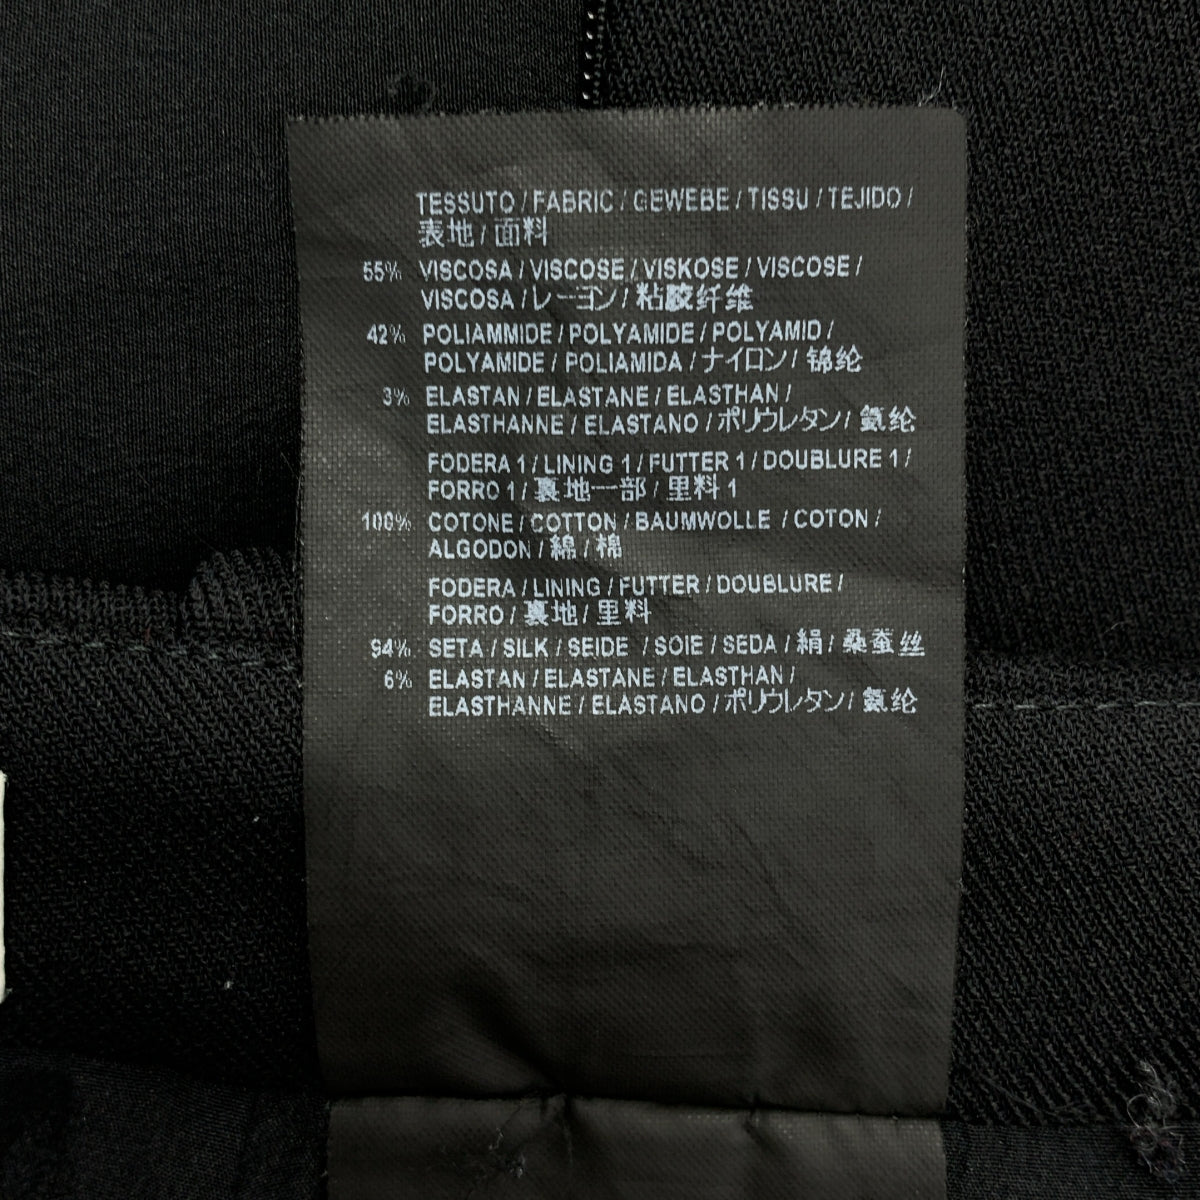 TESSUTO / FABRIC / GEWEBE / TISSU / TEJIDO /
表地 / 面料
55% VISCOSA / VISCOSE / VISKOSE / VISCOSE /
VISCOSA / レーヨン / 粘胶纤维
42% POLIAMMIDE / POLYAMIDE / POLYAMID /
POLYAMIDE / POLIAMIDA / ナイロン / 锦纶
3% ELASTAN / ELASTANE / ELASTHAN /
ELASTHANNE / ELASTANO / ポリウレタン / 氨纶
FODERA 1 / LINING 1 / FUTTER 1 / DOUBLURE 1 /
FORRO 1 / 裏地一部 / 里料 1
100% COTONE / COTTON / BAUMWOLLE / COTON /
ALGODON / 綿 / 棉
FODERA / LINING / FUTTER / DOUBLURE /
FORRO / 裏地 / 里料
94% SETA / SILK / SEIDE / SOIE / SEDA / 絹 / 桑蚕丝
6% ELASTAN / ELASTANE / ELASTHAN /
ELASTHANNE / ELASTANO / ポリウレタン / 氨纶